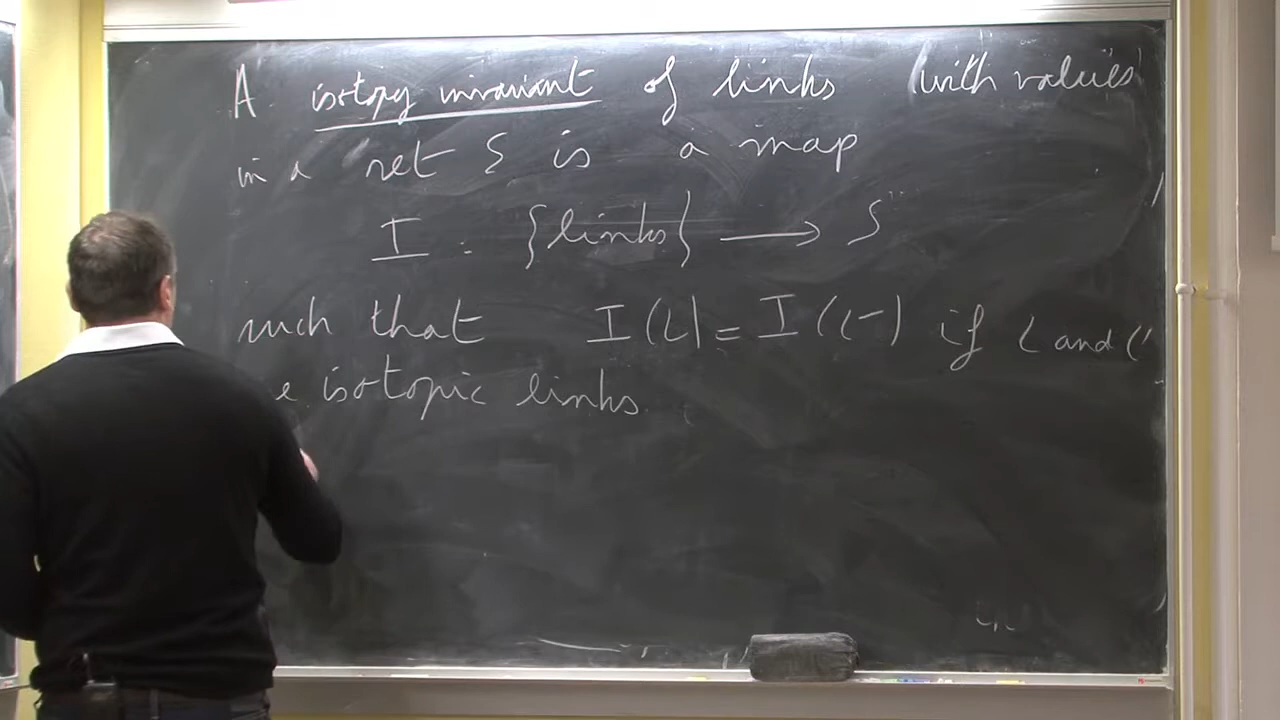 A isotopy invariant of links (with values
in a set S is a map
I : {links} ⟶ S
such that I(L) = I(L') if L and L'
e isotopic links.